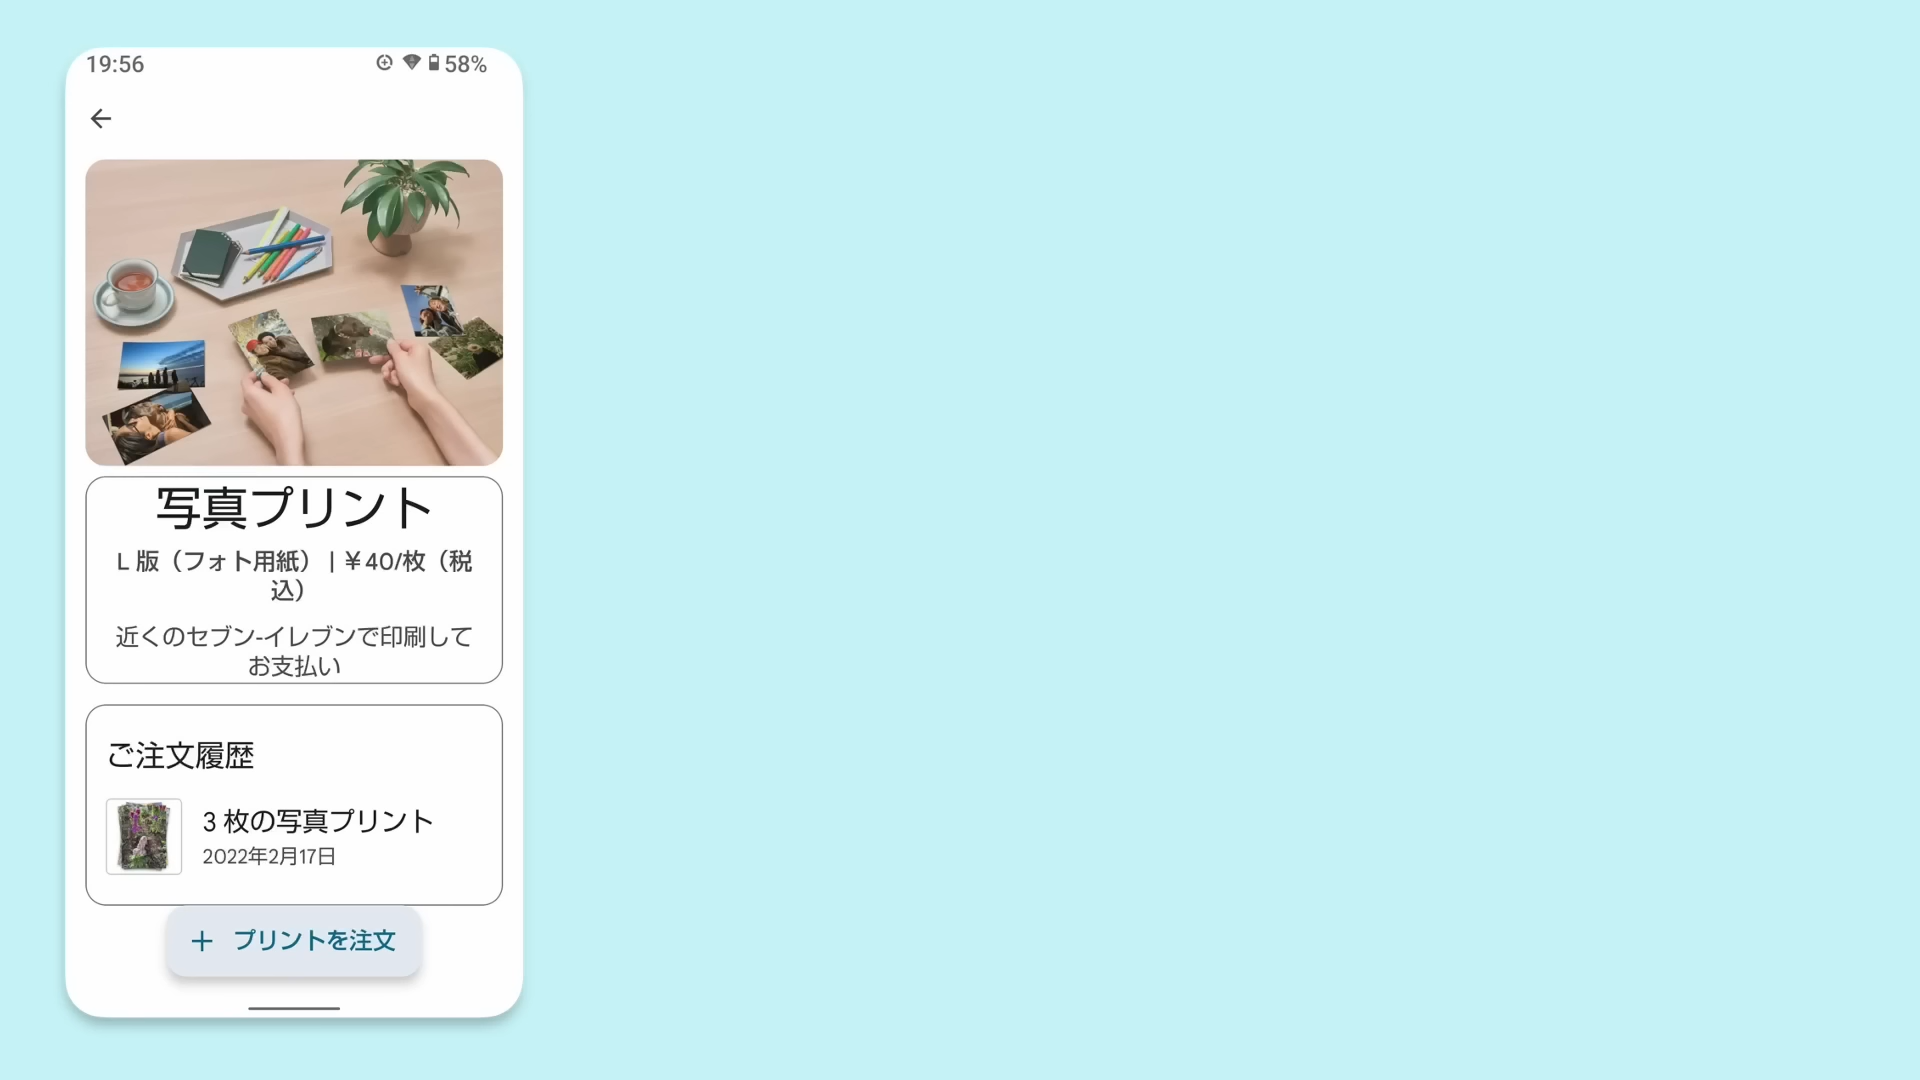 19:56
58%
写真プリント
L 版（フォト用紙） | ￥40/枚（税
込）
近くのセブン-イレブンで印刷して
お支払い
ご注文履歴
3 枚の写真プリント
2022年2月17日
＋ プリントを注文